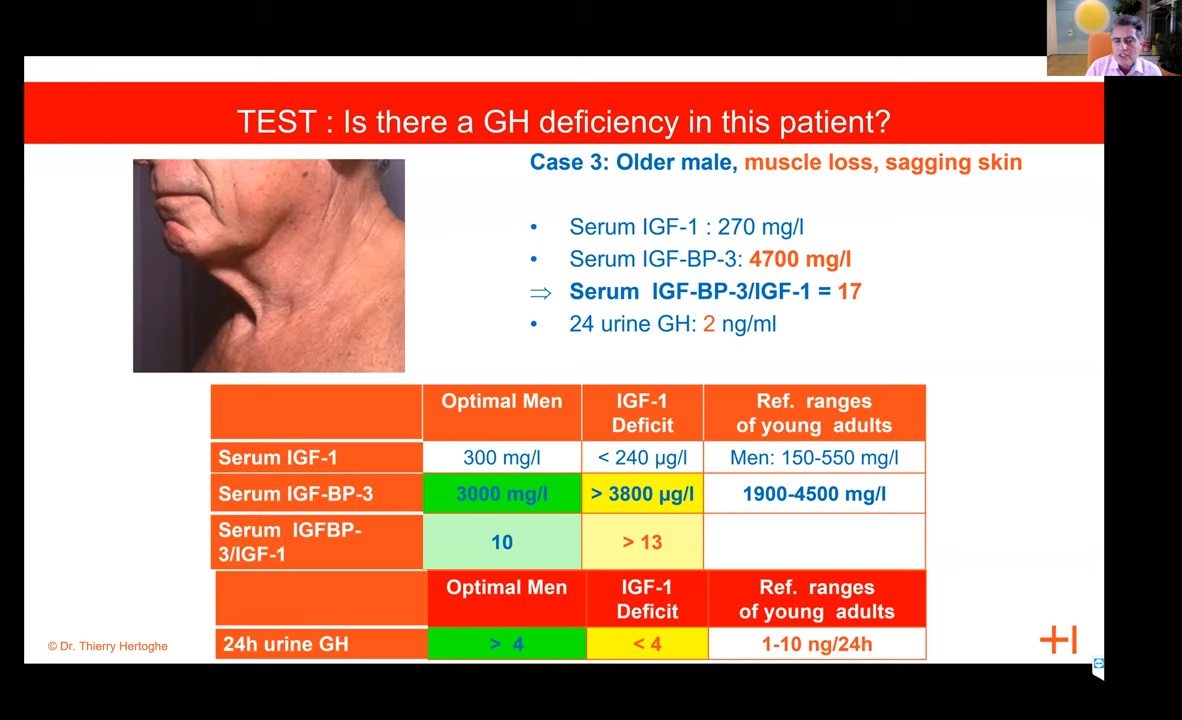 TEST : Is there a GH deficiency in this patient?
Case 3: Older male, muscle loss, sagging skin
• Serum IGF-1 : 270 mg/l
• Serum IGF-BP-3: 4700 mg/l
⇒ Serum IGF-BP-3/IGF-1 = 17
• 24 urine GH: 2 ng/ml
Optimal Men
IGF-1
Deficit
Ref. ranges
of young adults
Serum IGF-1
300 mg/l
< 240 µg/l
Men: 150-550 mg/l
Serum IGF-BP-3
3000 mg/l
> 3800 µg/l
1900-4500 mg/l
Serum IGFBP-
3/IGF-1
10
> 13
Optimal Men
IGF-1
Deficit
Ref. ranges
of young adults
24h urine GH
> 4
< 4
1-10 ng/24h
© Dr. Thierry Hertoghe